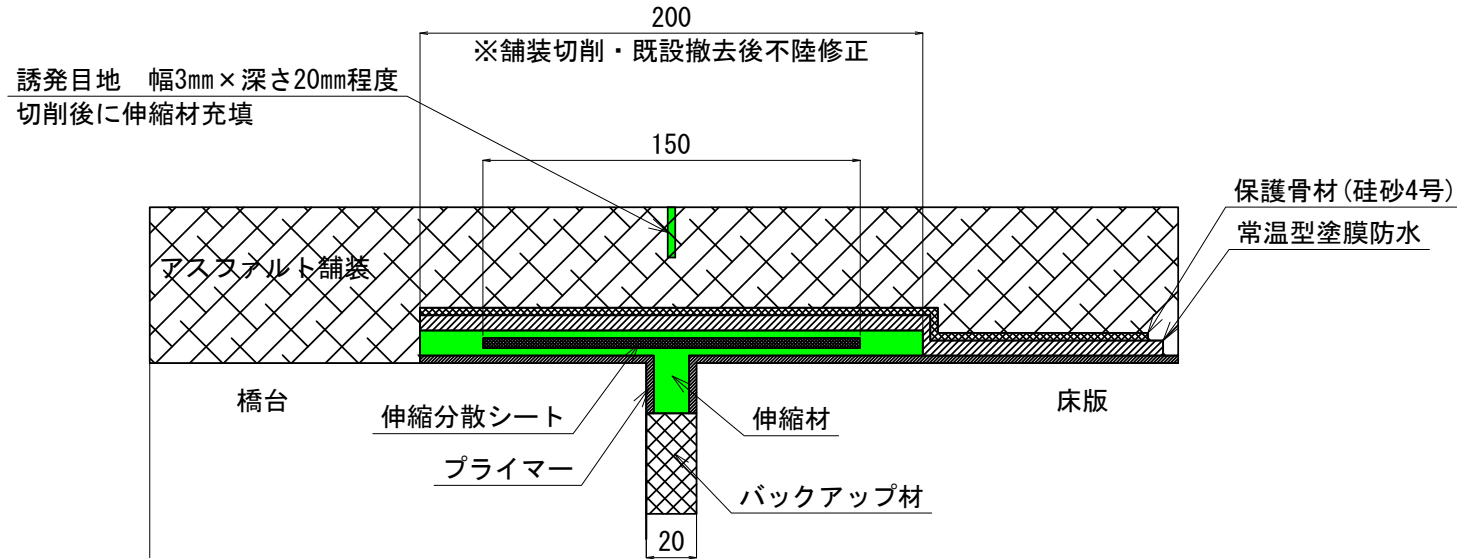 200
※舗装切削・既設撤去後不陸修正
誘発目地 幅3mm×深さ20mm程度
切削後に伸縮材充填
150
保護骨材(硅砂4号)
常温型塗膜防水
アスファルト舗装
橋台
床版
伸縮分散シート
伸縮材
プライマー
バックアップ材
20